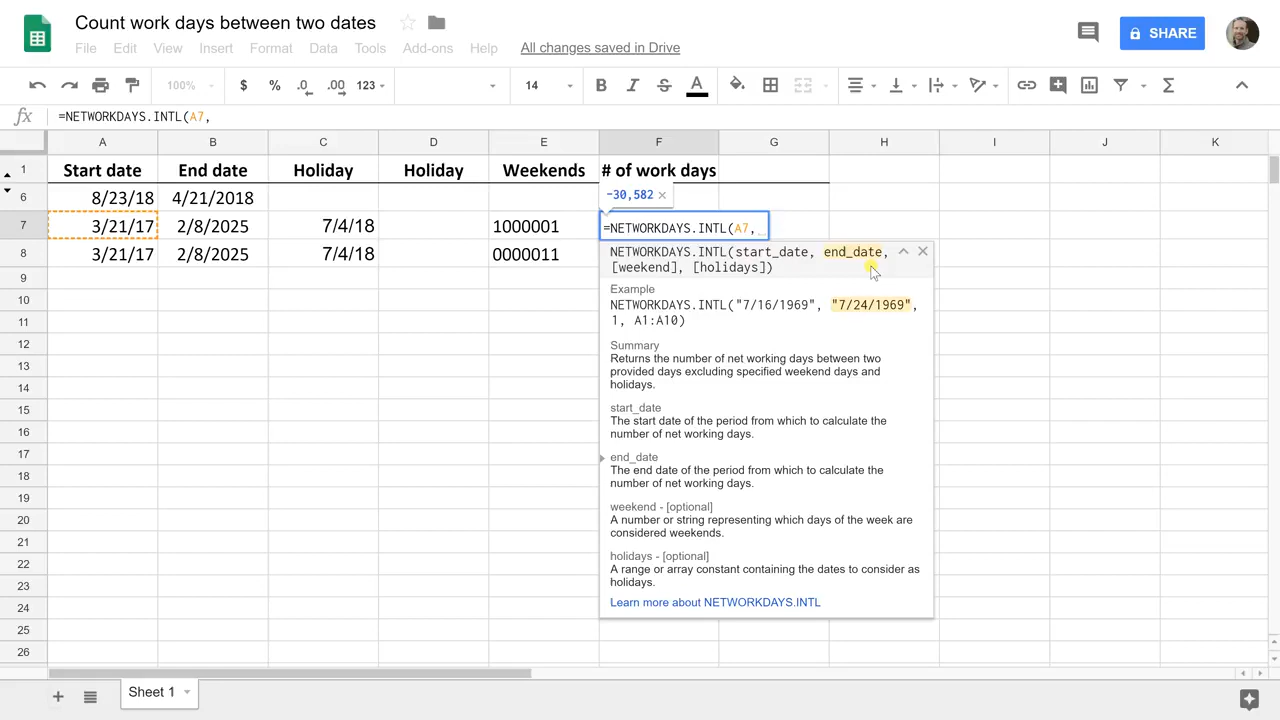 Count work days between two dates
File Edit View Insert Format Data Tools Add-ons Help All changes saved in Drive
SHARE
100% $ % .0 .00 123 14 B I S A
fx =NETWORKDAYS.INTL(A7,
A B C D E F G H I J K
1 Start date End date Holiday Holiday Weekends # of work days
-30,582 ×
6 8/23/18 4/21/2018
7 3/21/17 2/8/2025 7/4/18 1000001 =NETWORKDAYS.INTL(A7,
8 3/21/17 2/8/2025 7/4/18 0000011
NETWORKDAYS.INTL(start_date, end_date,
[weekend], [holidays])
9
Example
10 NETWORKDAYS.INTL("7/16/1969", "7/24/1969",
11 1, A1:A10)
12 Summary
13 Returns the number of net working days between two
provided days excluding specified weekend days and
14 holidays.
15 start_date
The start date of the period from which to calculate the
16 number of net working days.
17 end_date
18 The end date of the period from which to calculate the
number of net working days.
19 weekend - [optional]
20 A number or string representing which days of the week are
considered weekends.
21 holidays - [optional]
22 A range or array constant containing the dates to consider as
23 holidays.
24 Learn more about NETWORKDAYS.INTL
25
26
Sheet 1